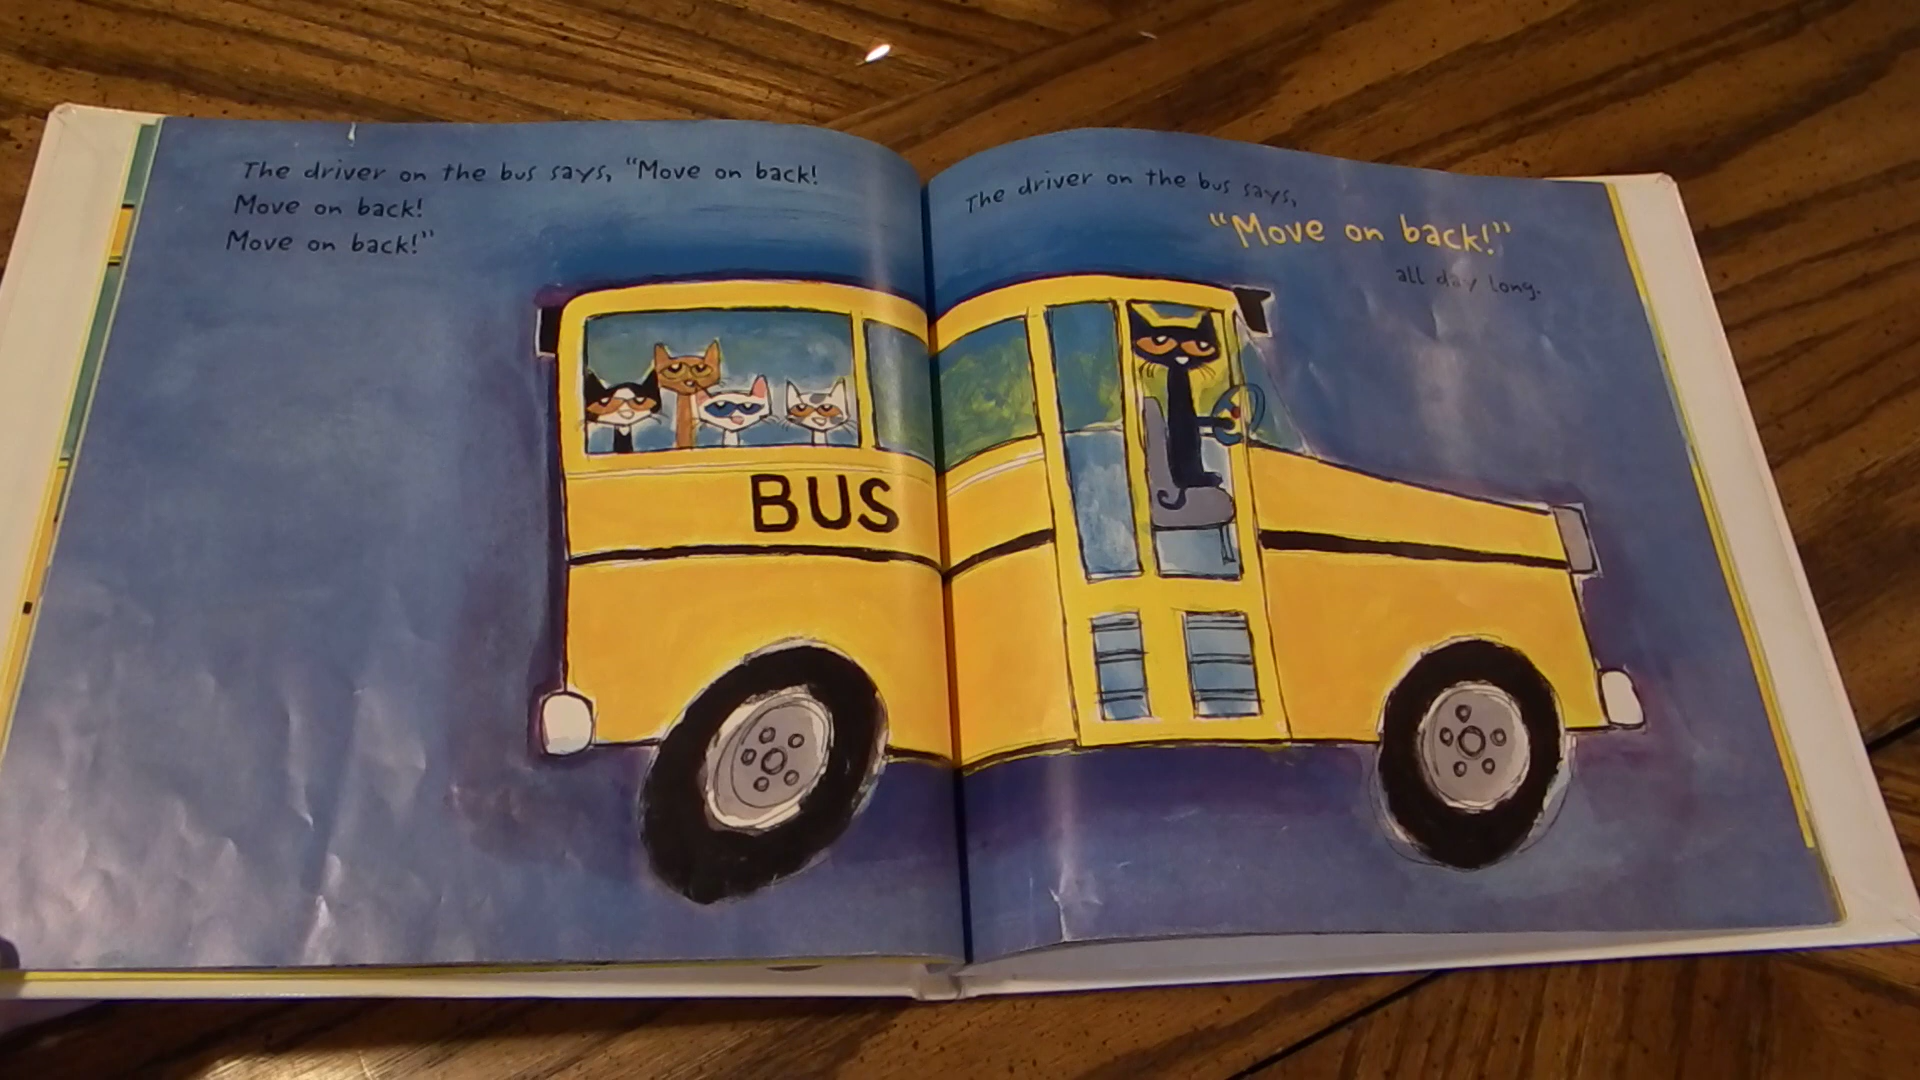 The driver on the bus says, “Move on back!
Move on back!
Move on back!”
The driver on the bus says,
“Move on back!”
all day long.
BUS